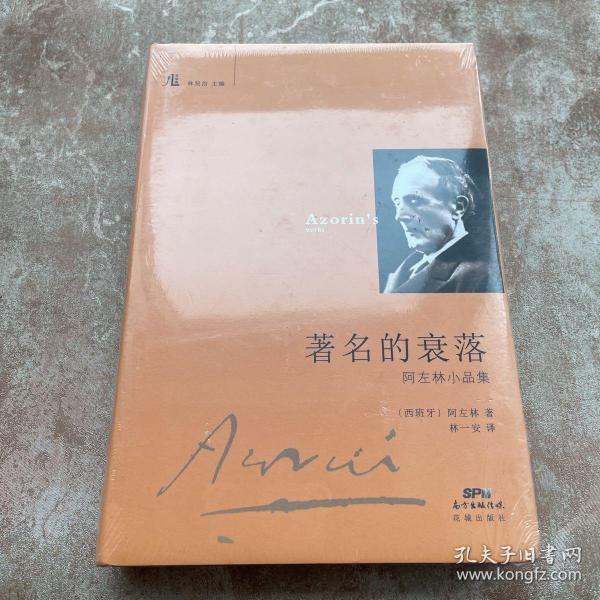 林贤治 主编
Azorin's
works
著名的衰落
阿左林小品集
（西班牙）阿左林 著
林一安 译
Azorín
SPM
南方出版传媒
花城出版社
孔夫子旧书网
www.kongfz.com